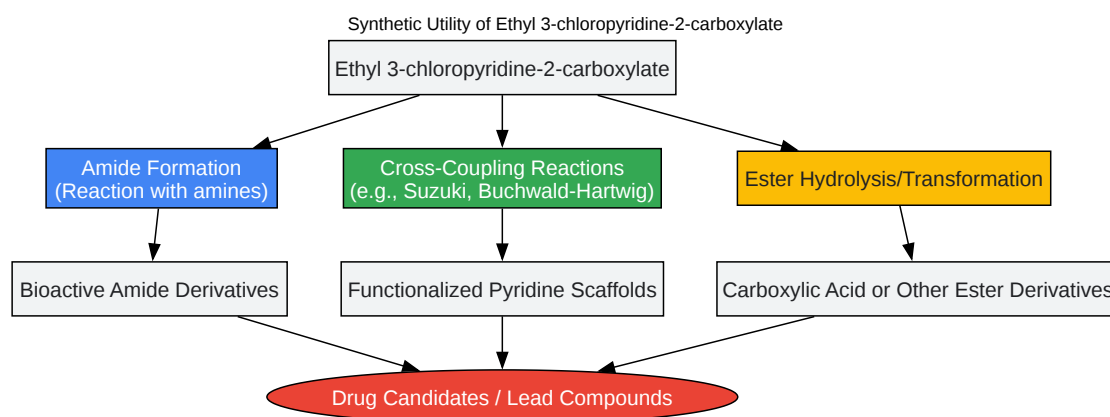 Synthetic Utility of Ethyl 3-chloropyridine-2-carboxylate
Ethyl 3-chloropyridine-2-carboxylate
Amide Formation
(Reaction with amines)
Cross-Coupling Reactions
(e.g., Suzuki, Buchwald-Hartwig)
Ester Hydrolysis/Transformation
Bioactive Amide Derivatives
Functionalized Pyridine Scaffolds
Carboxylic Acid or Other Ester Derivatives
Drug Candidates / Lead Compounds